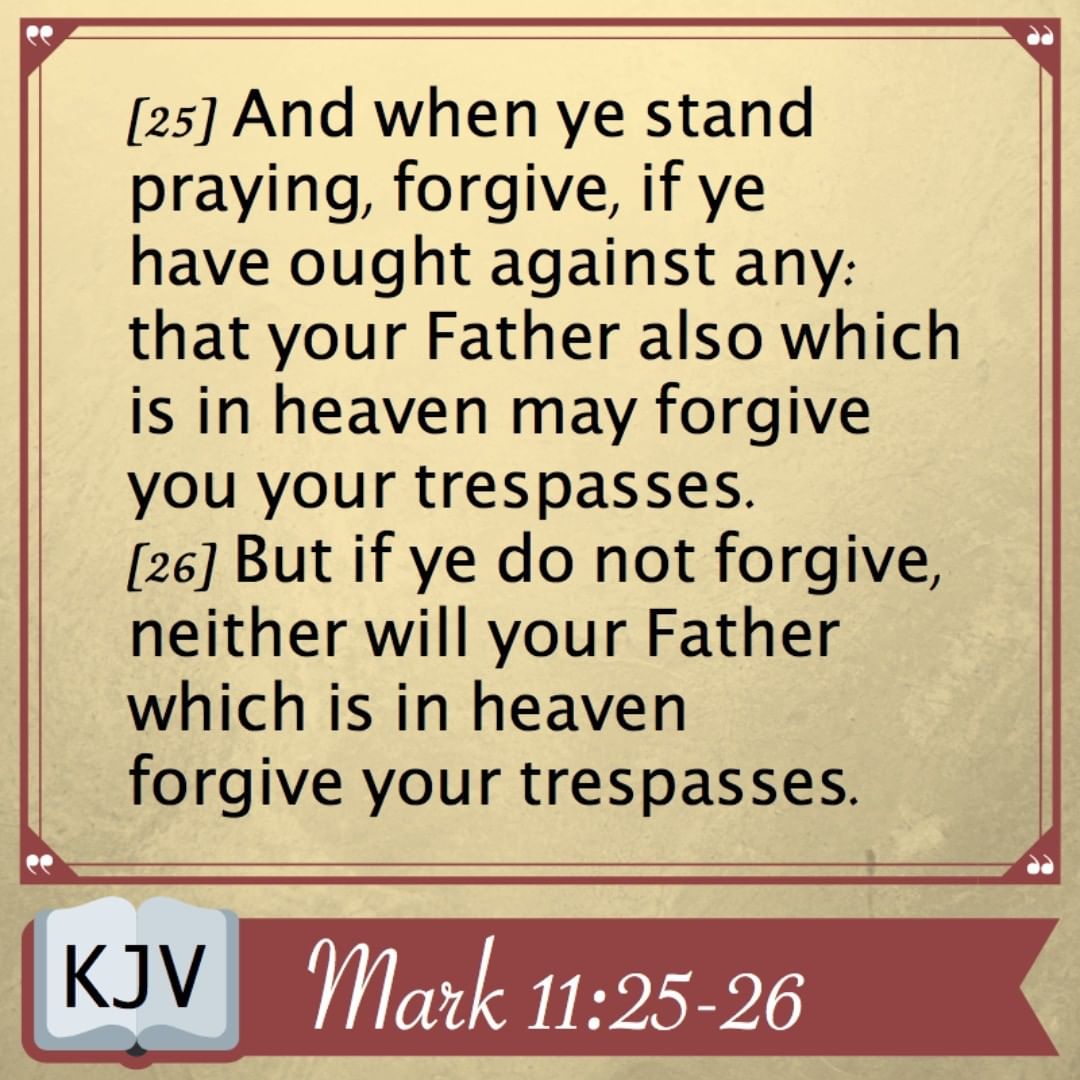 [25] And when ye stand
praying, forgive, if ye
have ought against any:
that your Father also which
is in heaven may forgive
you your trespasses.
[26] But if ye do not forgive,
neither will your Father
which is in heaven
forgive your trespasses.
KJV
Mark 11:25-26